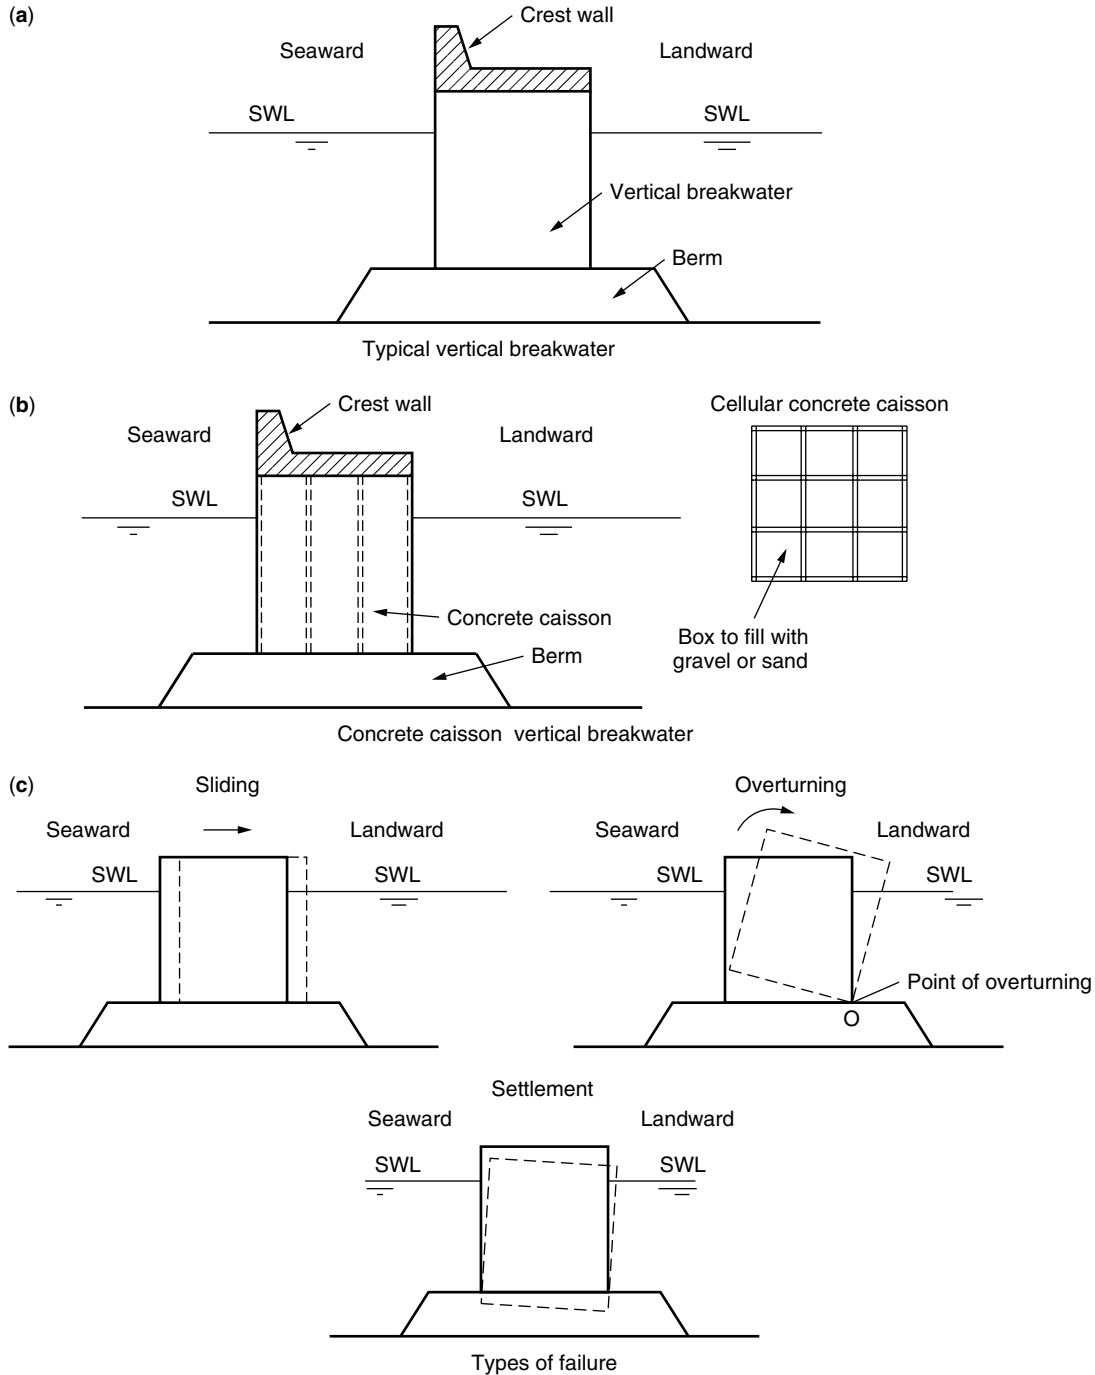 (a)
Crest wall
Seaward
Landward
SWL
SWL
Vertical breakwater
Berm
Typical vertical breakwater
(b)
Crest wall
Cellular concrete caisson
Seaward
Landward
SWL
SWL
Concrete caisson
Box to fill with
gravel or sand
Berm
Concrete caisson vertical breakwater
(c)
Sliding
Overturning
Seaward
Landward
Seaward
Landward
SWL
SWL
SWL
SWL
Point of overturning
O
Settlement
Seaward
Landward
SWL
SWL
Types of failure